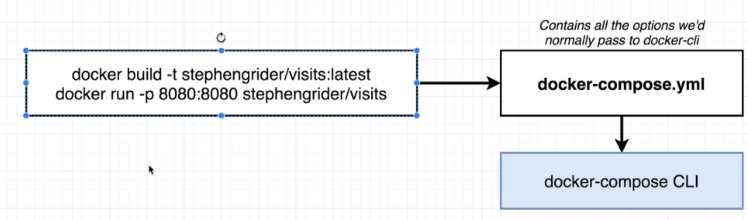 Contains all the options we'd
normally pass to docker-cli
docker build -t stephengrider/visits:latest
docker run -p 8080:8080 stephengrider/visits
docker-compose.yml
docker-compose CLI